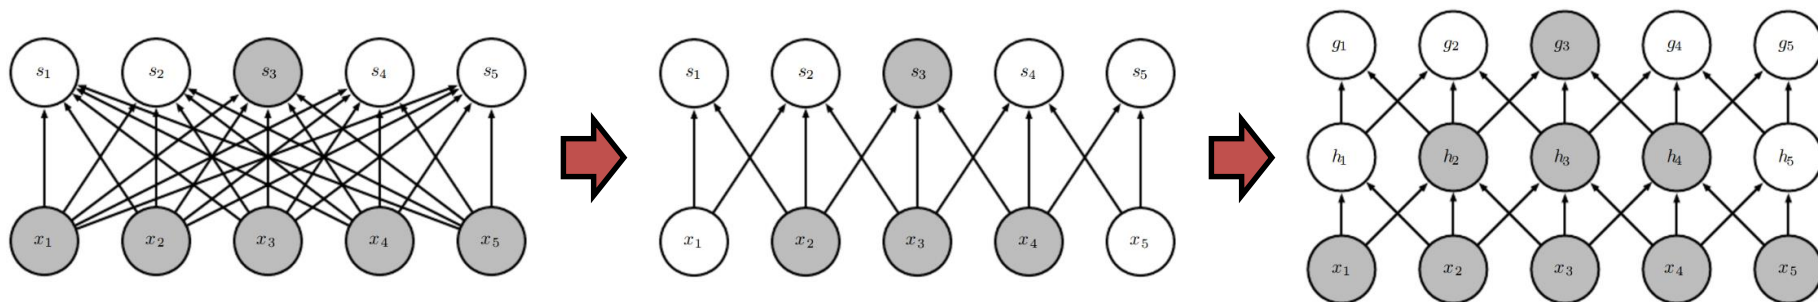 s₁ s₂ s₃ s₄ s₅
x₁ x₂ x₃ x₄ x₅
s₁ s₂ s₃ s₄ s₅
x₁ x₂ x₃ x₄ x₅
g₁ g₂ g₃ g₄ g₅
h₁ h₂ h₃ h₄ h₅
x₁ x₂ x₃ x₄ x₅